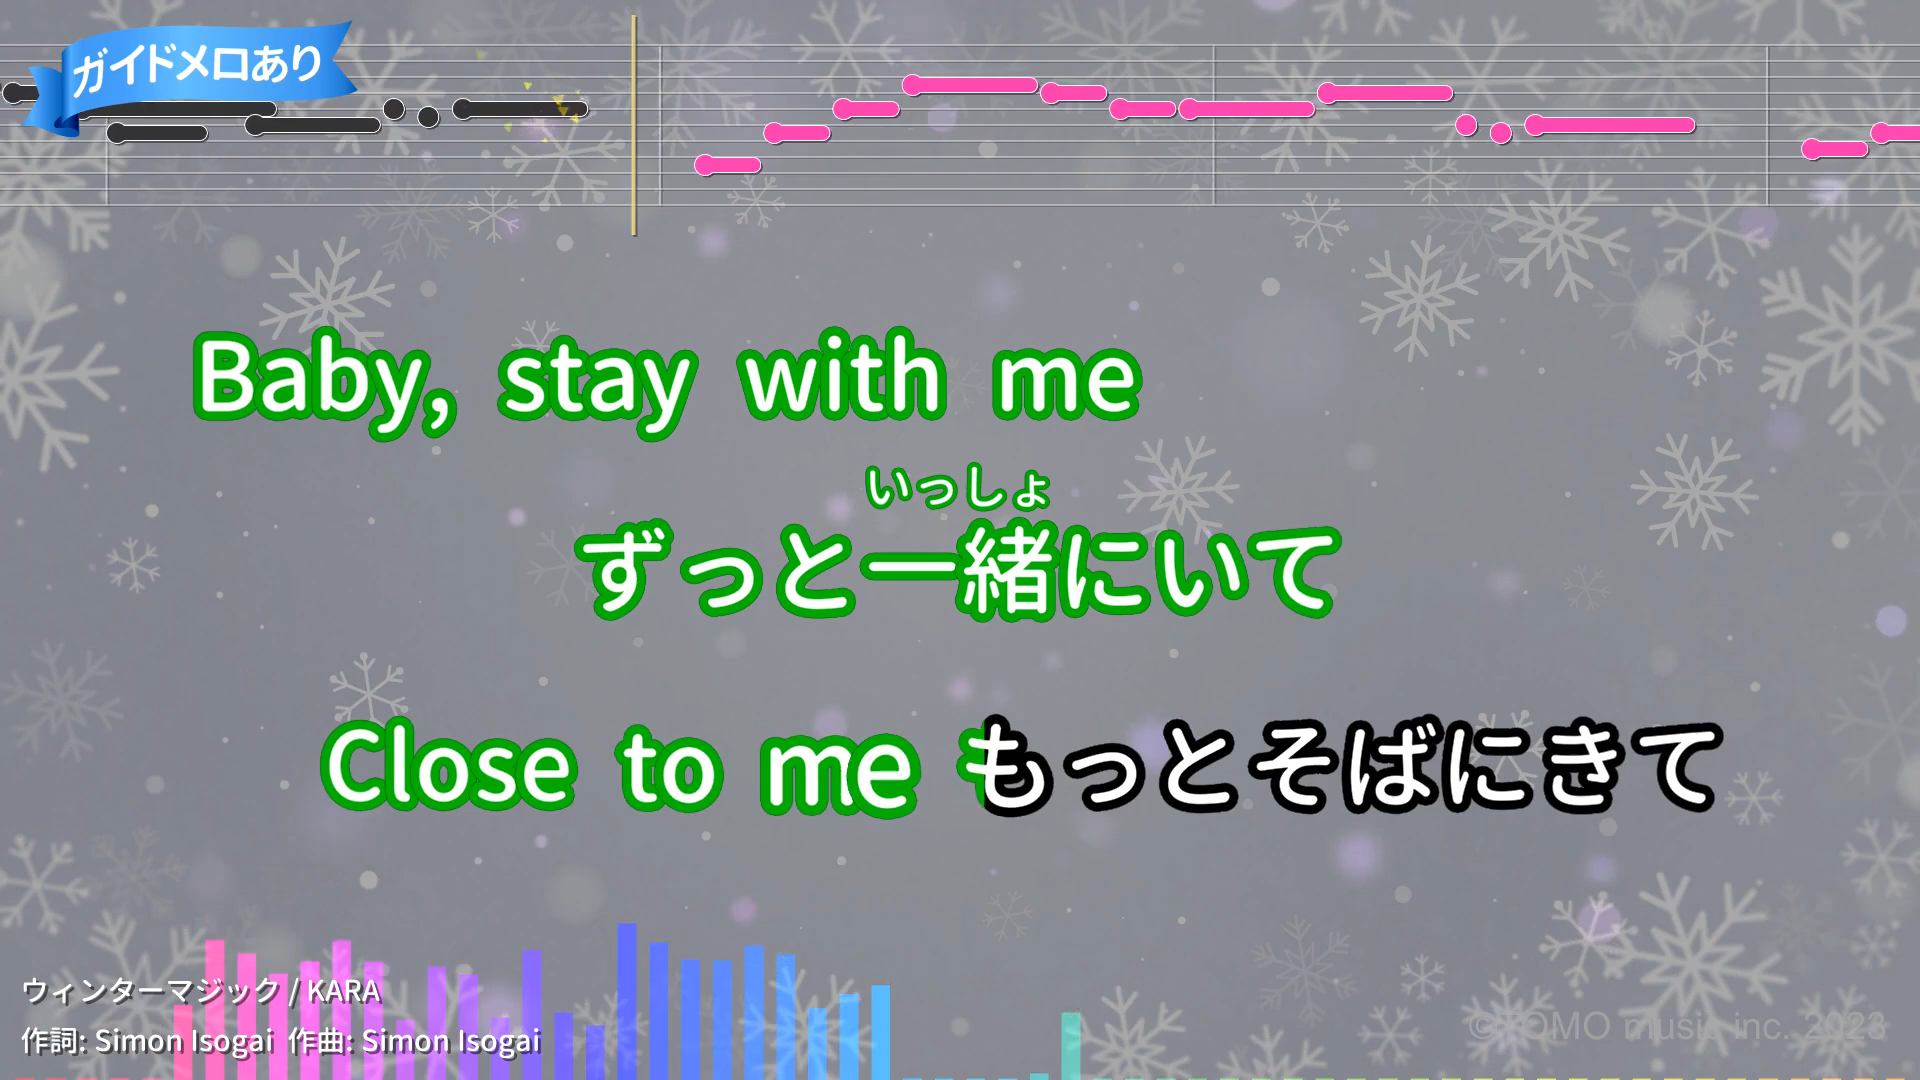 ガイドメロあり
Baby, stay with me
いっしょ
ずっと一緒にいて
Close to me もっとそばにきて
ウィンターマジック / KARA
作詞: Simon Isogai 作曲: Simon Isogai
©TOMO music inc. 2023